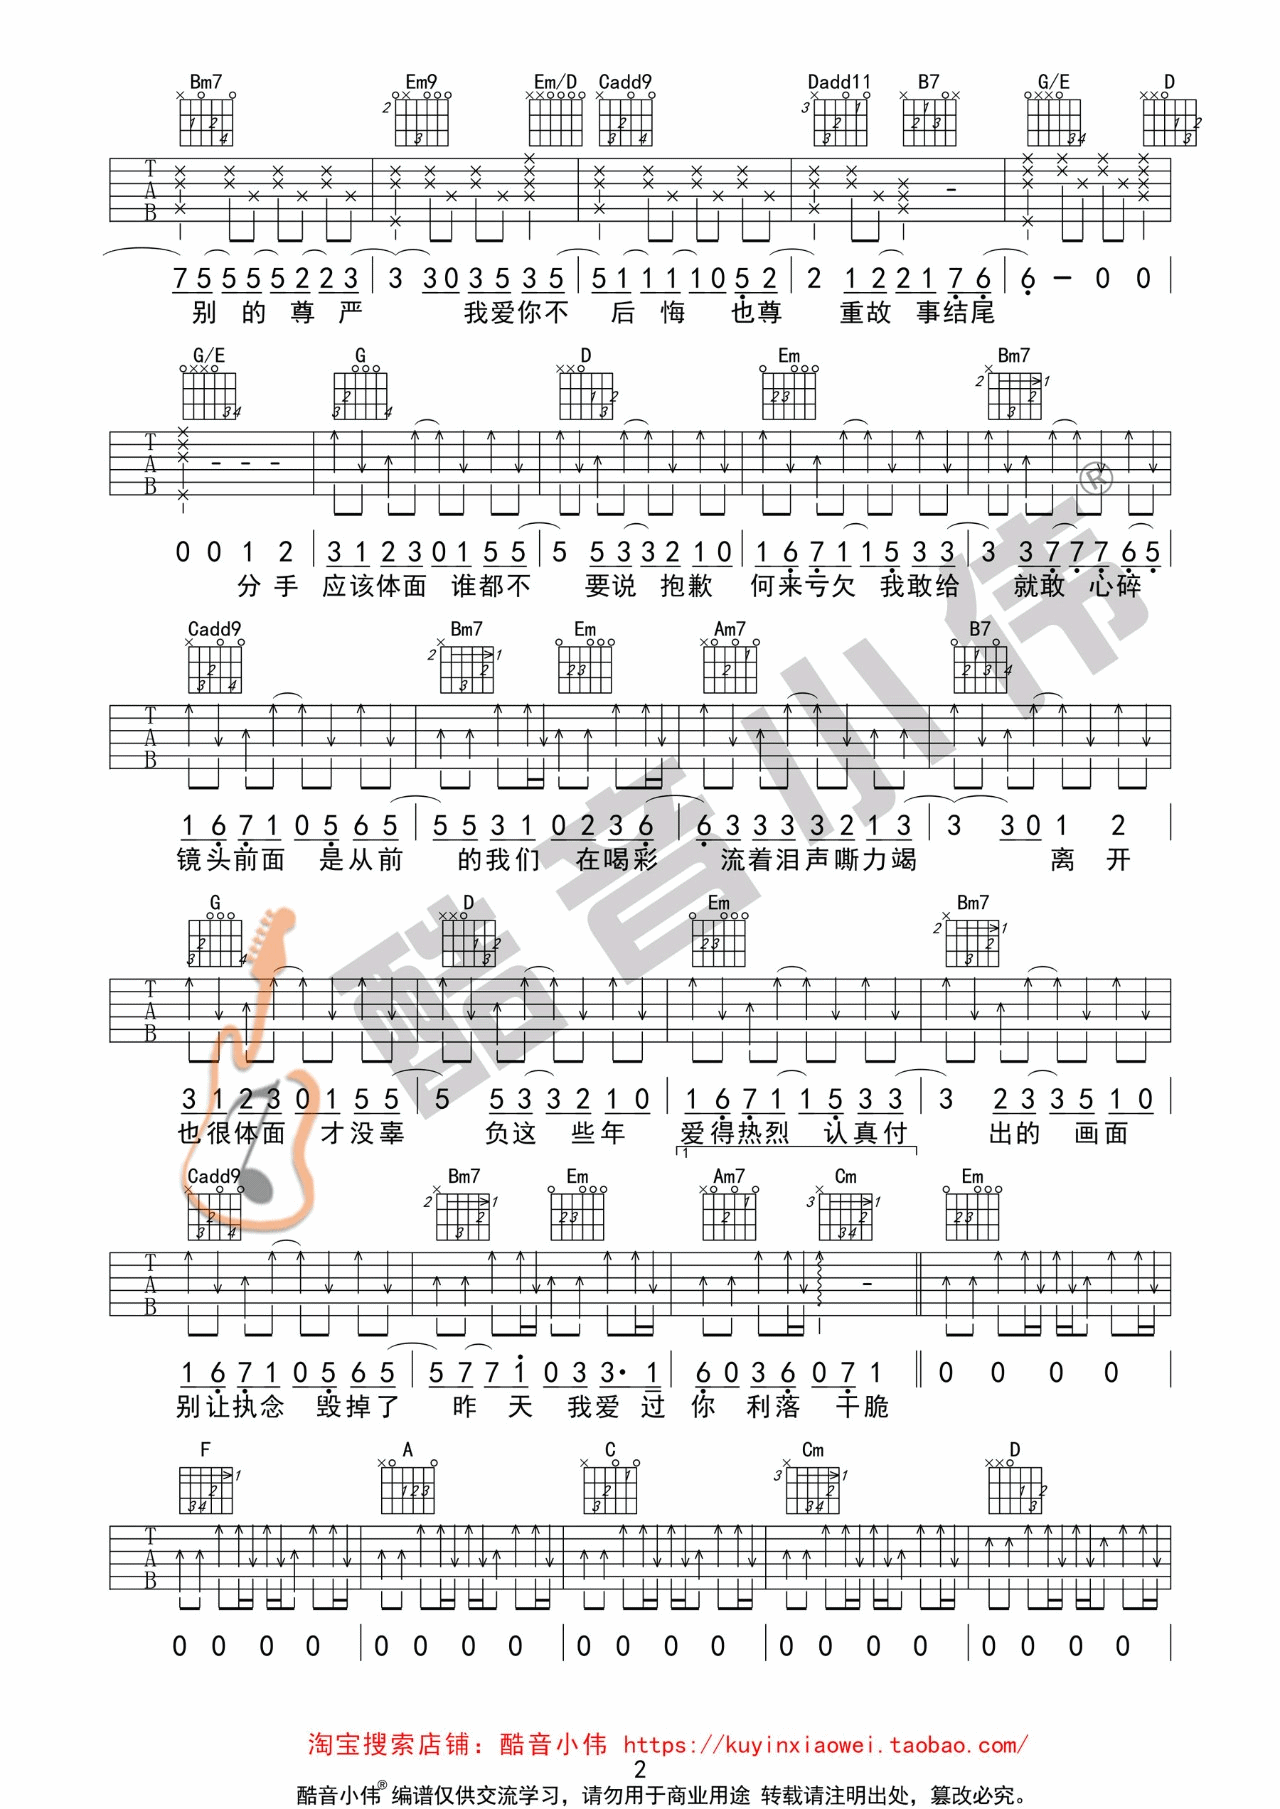 Bm7 Em9 Em/D Cadd9 Dadd11 B7 G/E D
7 5 5 5 5 2 2 3 | 3 3 0 3 5 3 5 | 5 1 1 1 1 0 5 2 | 2 1 2 2 1 7 6 | 6 — 0 0 |
别 的 尊 严 我爱你不 后 悔 也尊 重故 事结尾
G/E G D Em Bm7
0 0 1 2 | 3 1 2 3 0 1 5 5 | 5 5 3 3 2 1 0 | 1 6 7 1 1 5 3 3 | 3 3 7 7 7 6 5 |
分 手 应该体面 谁都不 要说 抱歉 何来亏欠 我敢给 就敢 心碎
Cadd9 Bm7 Em Am7 B7
1 6 7 1 0 5 6 5 | 5 5 3 1 0 2 3 6 | 6 3 3 3 3 2 1 3 | 3 3 0 1 2 |
镜头前面 是从前 的我们 在喝彩 流着泪声嘶力竭 离 开
G D Em Bm7
3 1 2 3 0 1 5 5 | 5 5 3 3 2 1 0 | 1 6 7 1 1 5 3 3 | 3 2 3 3 5 1 0 |
也很体面 才没辜 负这 些年 爱得热烈 认真付 出的 画面
1
Cadd9 Bm7 Em Am7 Cm Em
1 6 7 1 0 5 6 5 | 5 7 7 1 0 3 3· 1 | 6 0 3 6 0 7 1 ‖ 0 0 0 0 |
别让执念 毁掉了 昨 天 我爱 过 你 利落 干脆
F A C Cm D
0 0 0 0 | 0 0 0 0 | 0 0 0 0 | 0 0 0 0 | 0 0 0 0 |
酷音小伟®
淘宝搜索店铺：酷音小伟 https://kuyinxiaowei.taobao.com/
2
酷音小伟® 编谱仅供交流学习，请勿用于商业用途 转载请注明出处，篡改必究。